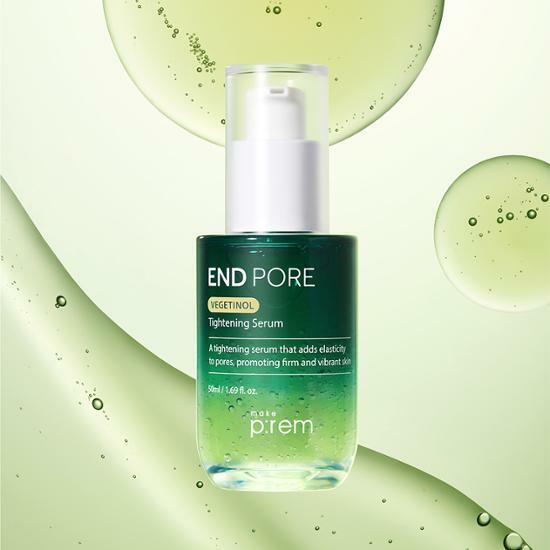 END PORE
VEGETINOL
Tightening Serum
A tightening serum that adds elasticity
to pores, promoting firm and vibrant skin
50ml / 1.69 fl. oz.
make
p:rem